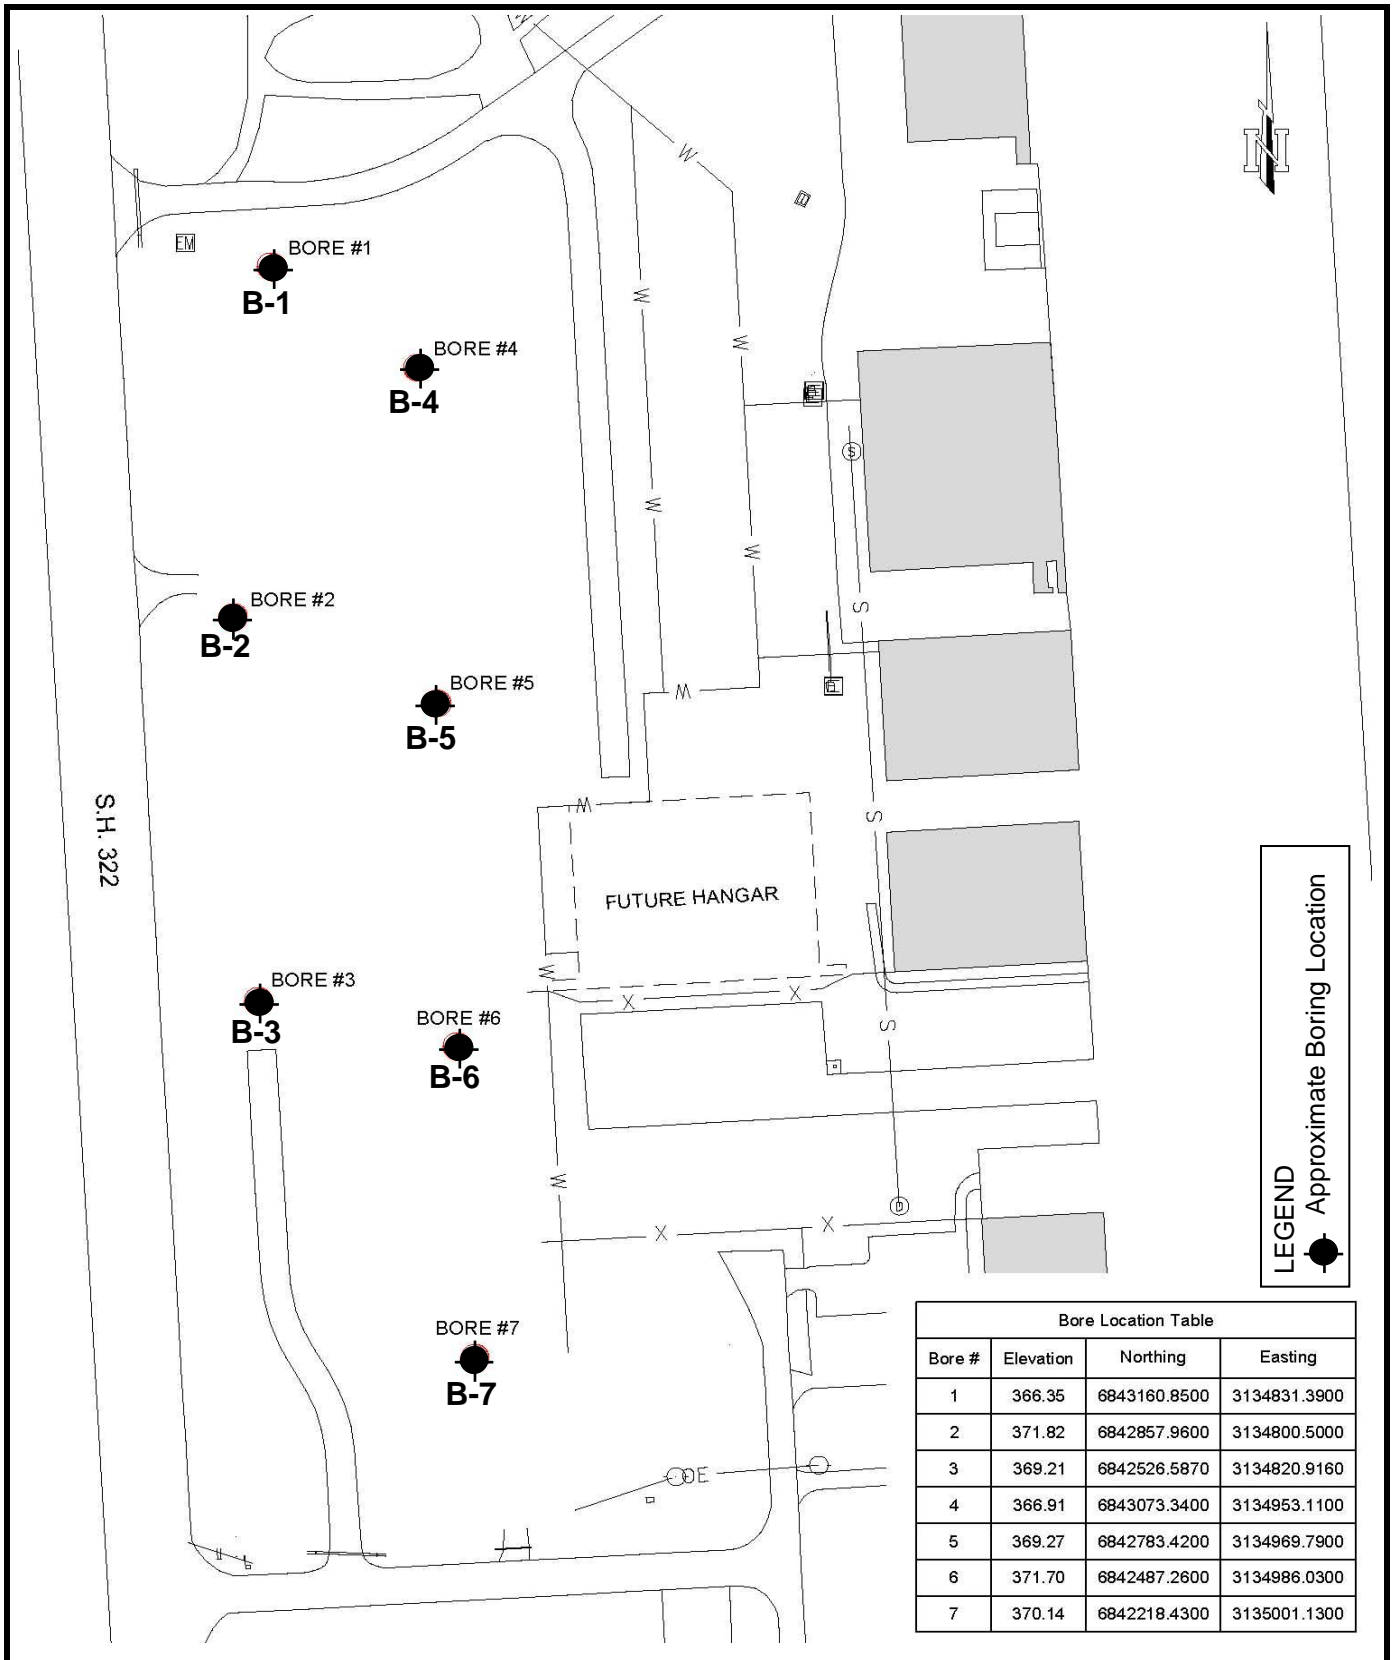 N
W
EM
BORE #1
B-1
W
BORE #4
W
B-4
S
W
W
BORE #2
S
B-2
BORE #5
W
E
B-5
S.H. 322
W
S
FUTURE HANGAR
W
BORE #3
X
X
B-3
BORE #6
S
B-6
W
D
X
X
LEGEND
Approximate Boring Location
BORE #7
B-7
OE
Bore Location Table
Bore # Elevation Northing Easting
1 366.35 6843160.8500 3134831.3900
2 371.82 6842857.9600 3134800.5000
3 369.21 6842526.5870 3134820.9160
4 366.91 6843073.3400 3134953.1100
5 369.27 6842783.4200 3134969.7900
6 371.70 6842487.2600 3134986.0300
7 370.14 6842218.4300 3135001.1300